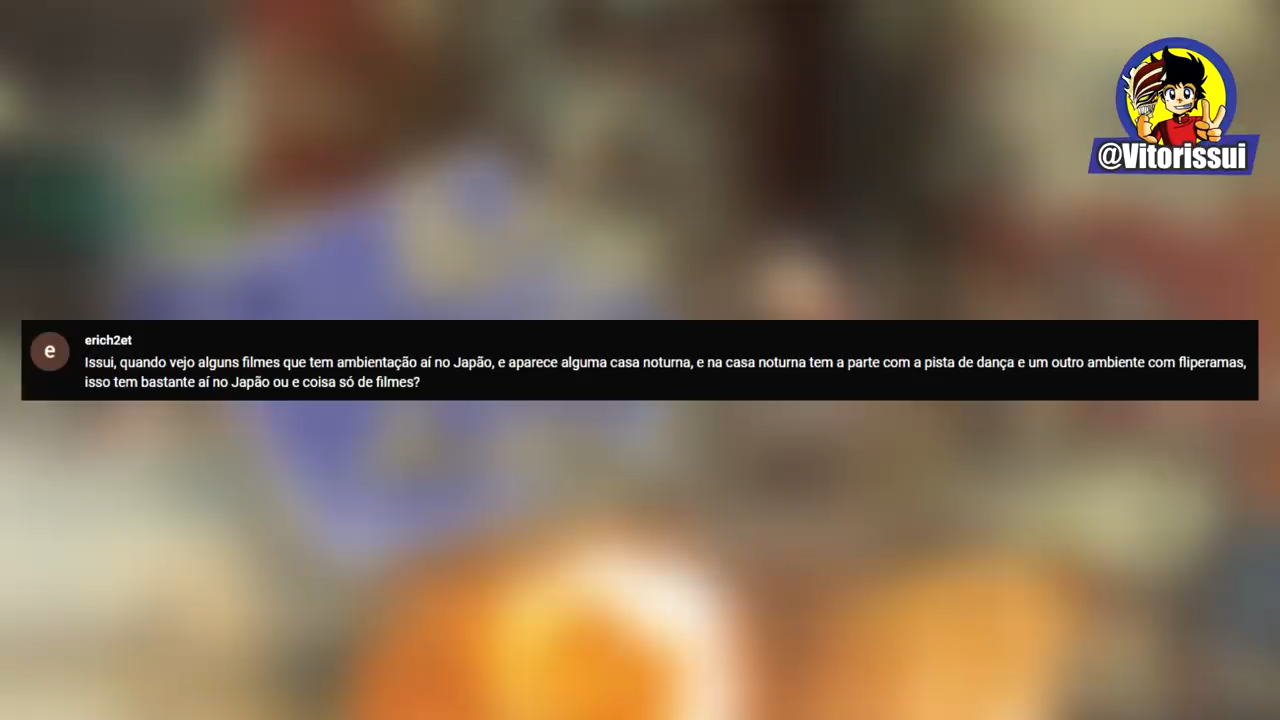 @Vitorissui
e
erich2et
Issui, quando vejo alguns filmes que tem ambientação aí no Japão, e aparece alguma casa noturna, e na casa noturna tem a parte com a pista de dança e um outro ambiente com fliperamas,
isso tem bastante aí no Japão ou e coisa só de filmes?